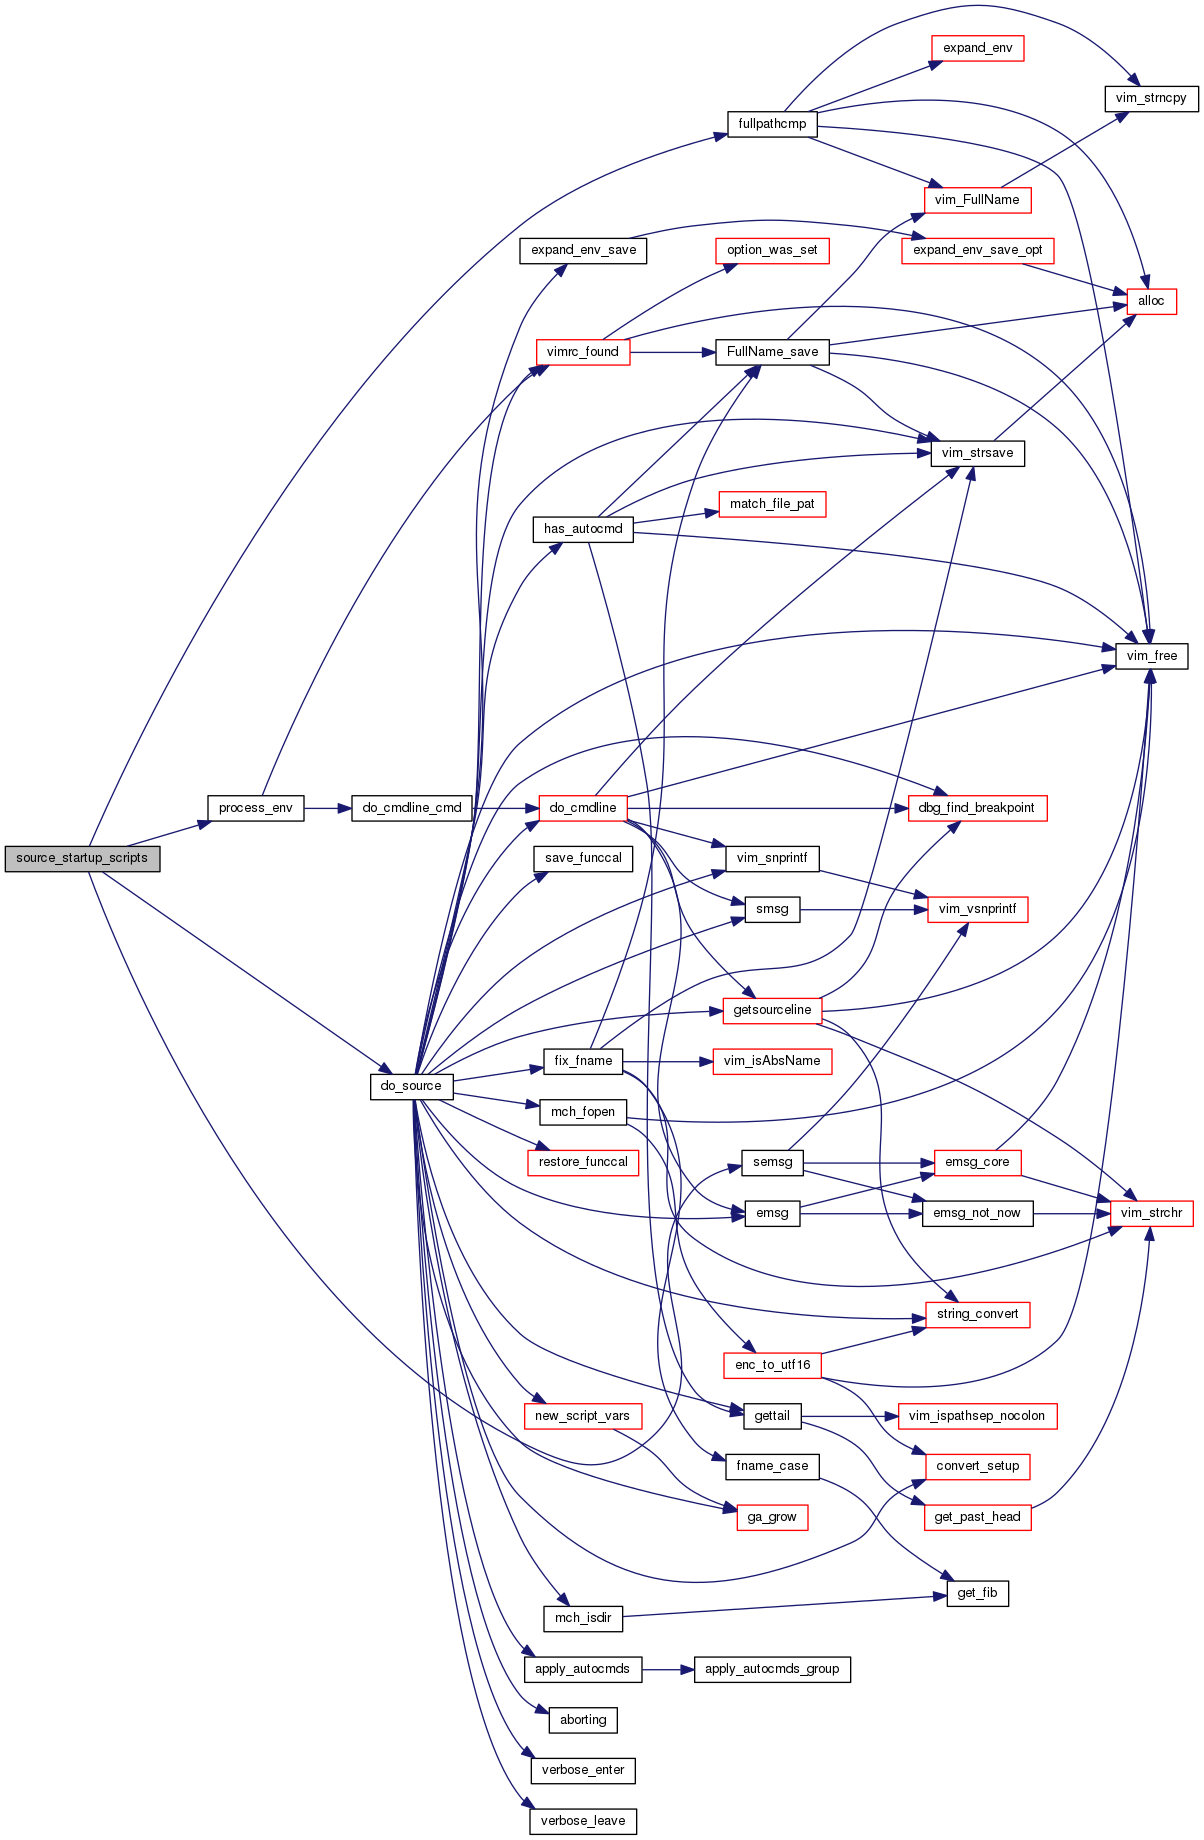 expand_env
vim_strncpy
fullpathcmp
vim_FullName
expand_env_save
option_was_set
expand_env_save_opt
alloc
vimrc_found
FullName_save
vim_strsave
match_file_pat
has_autocmd
vim_free
process_env
do_cmdline_cmd
do_cmdline
dbg_find_breakpoint
source_startup_scripts
save_funccal
vim_snprintf
smsg
vim_vsnprintf
getsourceline
fix_fname
vim_isAbsName
do_source
mch_fopen
restore_funccal
semsg
emsg_core
emsg
emsg_not_now
vim_strchr
string_convert
enc_to_utf16
new_script_vars
gettail
vim_ispathsep_nocolon
fname_case
convert_setup
ga_grow
get_past_head
get_fib
mch_isdir
apply_autocmds
apply_autocmds_group
aborting
verbose_enter
verbose_leave